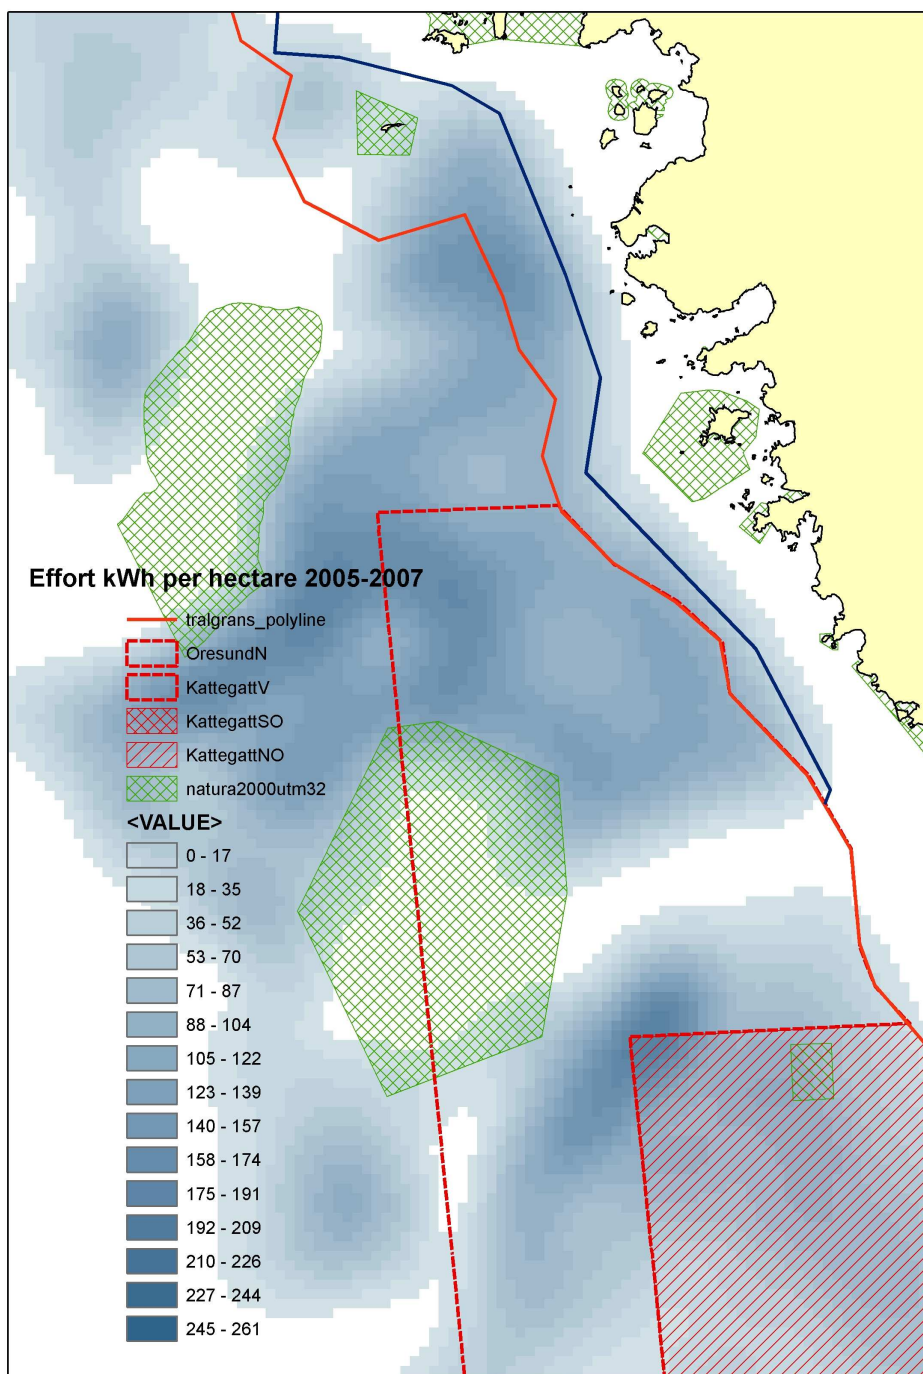 Effort kWh per hectare 2005-2007
tralgrans_polyline
OresundN
KattegattV
KattegattSO
KattegattNO
natura2000utm32
<VALUE>
0 - 17
18 - 35
36 - 52
53 - 70
71 - 87
88 - 104
105 - 122
123 - 139
140 - 157
158 - 174
175 - 191
192 - 209
210 - 226
227 - 244
245 - 261